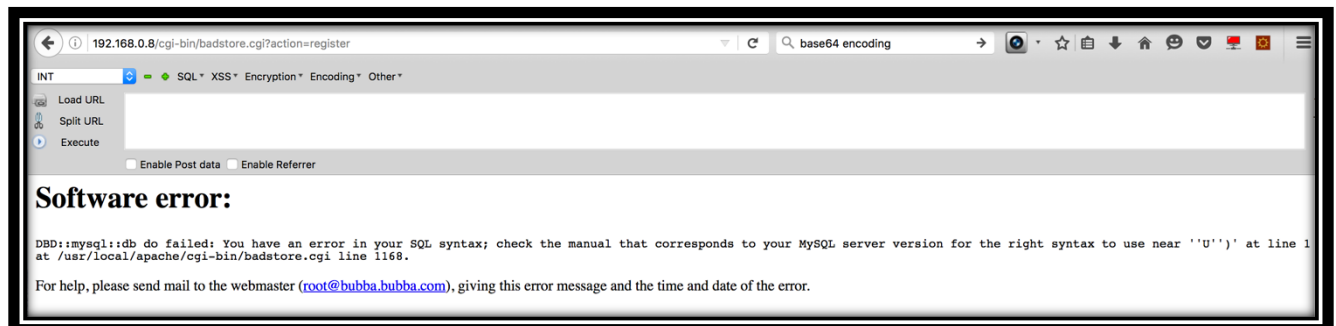 192.168.0.8/cgi-bin/badstore.cgi?action=register
base64 encoding
INT
SQL XSS Encryption Encoding Other
Load URL
Split URL
Execute
Enable Post data Enable Referrer
Software error:
DBD::mysql::db do failed: You have an error in your SQL syntax; check the manual that corresponds to your MySQL server version for the right syntax to use near ''U'')' at line 1
at /usr/local/apache/cgi-bin/badstore.cgi line 1168.
For help, please send mail to the webmaster (root@bubba.bubba.com), giving this error message and the time and date of the error.